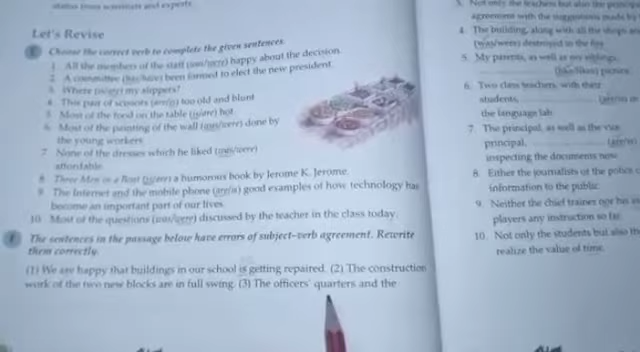 status from scientists and experts.
Let's Revise
Choose the correct verb to complete the given sentences.
1. All the members of the staff (was/were) happy about the decision.
2. A committee (has/have) been formed to elect the new president.
3. Where (is/are) my slippers?
4. This pair of scissors (are/is) too old and blunt.
5. Most of the food on the table (is/are) hot.
6. Most of the painting of the wall (was/were) done by
the young workers.
7. None of the dresses which he liked (was/were)
affordable.
8. Three Men in a Boat (is/are) a humorous book by Jerome K. Jerome.
9. The Internet and the mobile phone (are/is) good examples of how technology has
become an important part of our lives.
10. Most of the questions (was/were) discussed by the teacher in the class today.
The sentences in the passage below have errors of subject-verb agreement. Rewrite
them correctly.
(1) We are happy that buildings in our school is getting repaired. (2) The construction
work of the two new blocks are in full swing. (3) The officers' quarters and the
3. Not only the teachers but also the
agreement with the suggestions made by
4. The building, along with all the shops
(was/were) destroyed in the fire.
5. My parents, as well as my siblings,
(like/likes) picnics.
6. Two class teachers, with their
students,
the language lab.
7. The principal, as well as the vice
principal,
inspecting the documents now.
8. Either the journalists or the police
information to the public.
9. Neither the chief trainer nor his
players any instruction so far.
10. Not only the students but also the
realize the value of time.